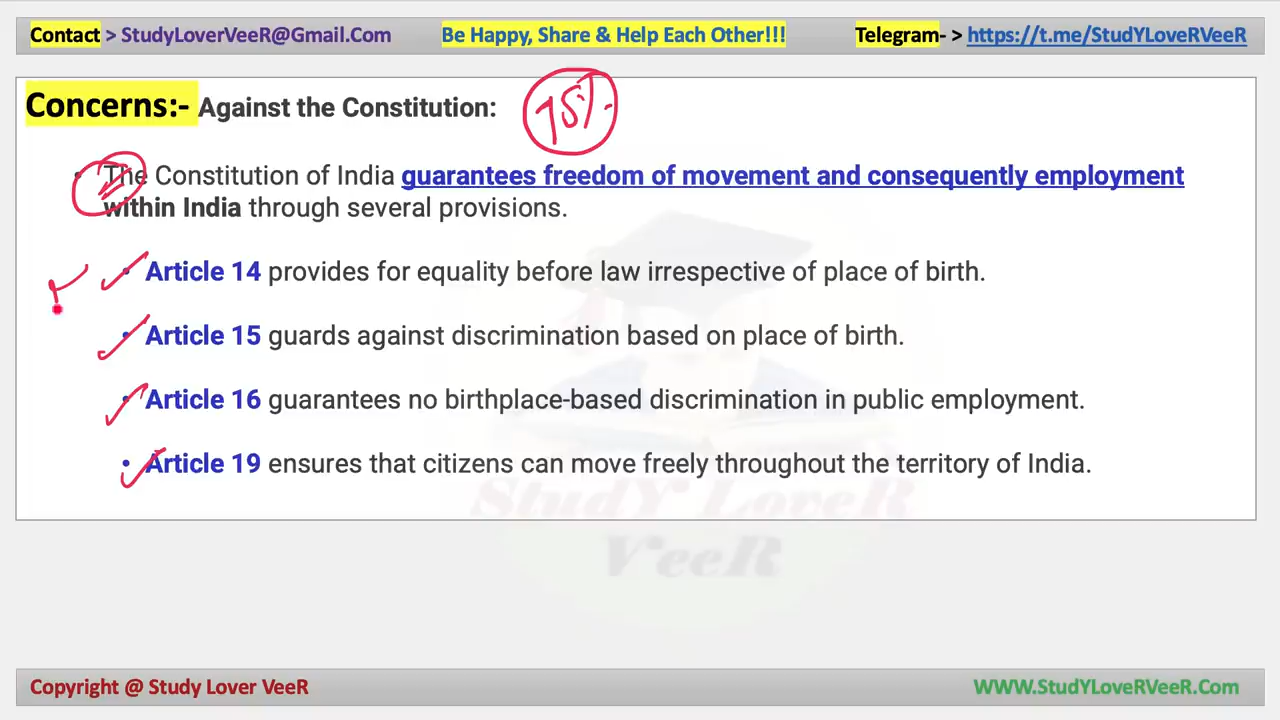 Contact > StudyLoverVeeR@Gmail.Com Be Happy, Share & Help Each Other!!! Telegram- > https://t.me/StudYLoveRVeeR
Concerns:- Against the Constitution: 75%
The Constitution of India guarantees freedom of movement and consequently employment
within India through several provisions.
• Article 14 provides for equality before law irrespective of place of birth.
• Article 15 guards against discrimination based on place of birth.
• Article 16 guarantees no birthplace-based discrimination in public employment.
• Article 19 ensures that citizens can move freely throughout the territory of India.
StudY LoveR
VeeR
Copyright @ Study Lover VeeR WWW.StudYLoveRVeeR.Com